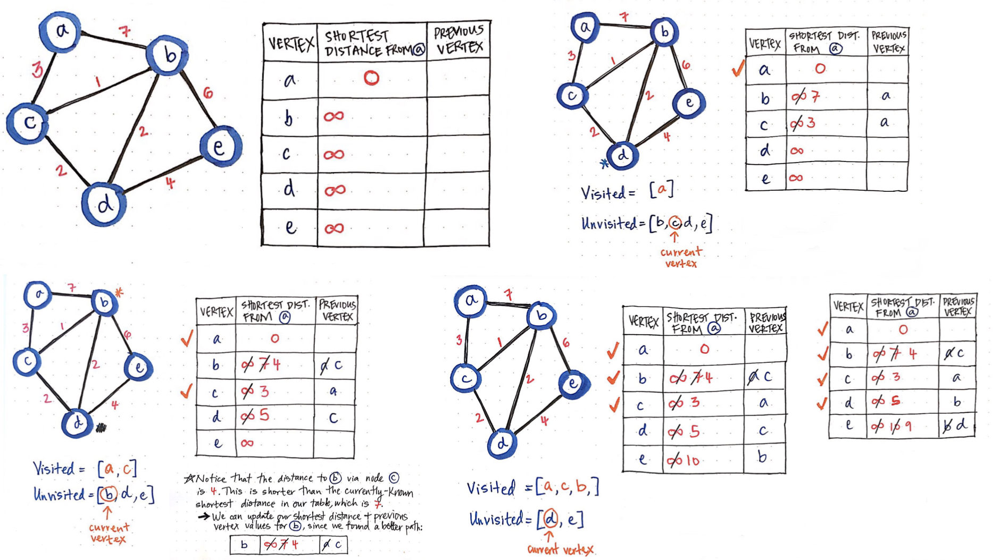 a
7
b
3
1
6
c
2
e
2
4
d
VERTEX SHORTEST DISTANCE FROM a PREVIOUS VERTEX
a 0
b ∞
c ∞
d ∞
e ∞
a
7
b
3
1
6
c
2
e
2
4
* d
Visited = [a]
Unvisited = [b, c, d, e]
↑
current
vertex
VERTEX SHORTEST DIST. FROM a PREVIOUS VERTEX
✓ a 0
b ∞ 7 a
c ∞ 3 a
d ∞
e ∞
a
7
b *
3
1
6
c
2
e
2
4
d
Visited = [a, c]
Unvisited = [b, d, e]
↑
current
vertex
VERTEX SHORTEST DIST. FROM a PREVIOUS VERTEX
✓ a 0
b ∞ 7 4 a c
✓ c ∞ 3 a
d ∞ 5 c
e ∞
*Notice that the distance to b via node c
is 4. This is shorter than the currently-known
shortest distance in our table, which is 7.
→ We can update our shortest distance + previous
vertex values for b, since we found a better path:
b ∞ 7 4 a c
a
7
b
3
1
6
c
2
e
2
4
d
Visited = [a, c, b,]
Unvisited = [d, e]
↑
current vertex
VERTEX SHORTEST DIST. FROM a PREVIOUS VERTEX
✓ a 0
✓ b ∞ 7 4 a c
✓ c ∞ 3 a
d ∞ 5 c
e ∞ 10 b
VERTEX SHORTEST DIST. FROM a PREVIOUS VERTEX
✓ a 0
✓ b ∞ 7 4 a c
✓ c ∞ 3 a
✓ d ∞ 5 b
e ∞ 10 9 b d